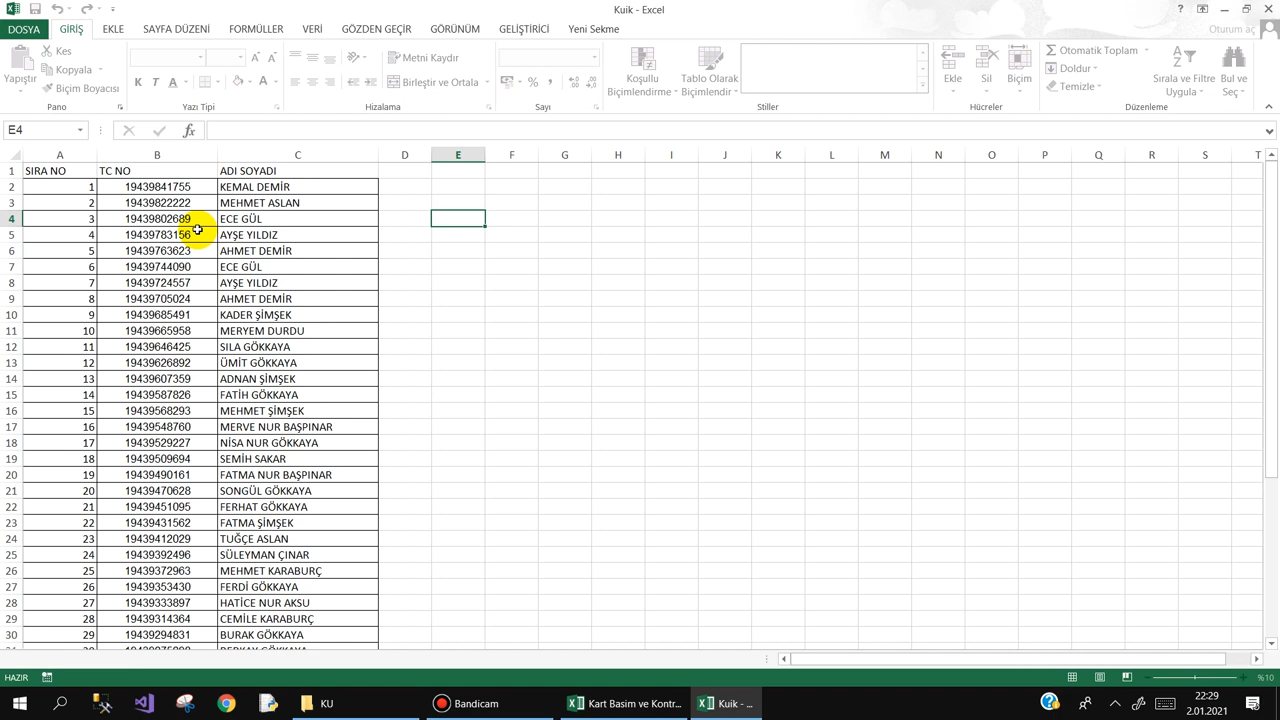 Kuik - Excel
DOSYA GİRİŞ EKLE SAYFA DÜZENİ FORMÜLLER VERİ GÖZDEN GEÇİR GÖRÜNÜM GELİŞTİRİCİ Yeni Sekme Oturum aç
Yapıştır
Kes
Kopyala
Biçim Boyacısı
Pano
K T A A
Yazı Tipi
Metni Kaydır
Birleştir ve Ortala
Hizalama
%
Sayı
Koşullu Biçimlendirme
Tablo Olarak Biçimlendir
Stiller
Ekle Sil Biçim
Hücreler
Otomatik Toplam
Doldur
Temizle
Sırala ve Filtre Uygula
Bul ve Seç
Düzenleme
E4 fx
A B C D E F G H I J K L M N O P Q R S T
1 SIRA NO TC NO ADI SOYADI
2 1 19439841755 KEMAL DEMİR
3 2 19439822222 MEHMET ASLAN
4 3 19439802689 ECE GÜL
5 4 19439783156 AYŞE YILDIZ
6 5 19439763623 AHMET DEMİR
7 6 19439744090 ECE GÜL
8 7 19439724557 AYŞE YILDIZ
9 8 19439705024 AHMET DEMİR
10 9 19439685491 KADER ŞİMŞEK
11 10 19439665958 MERYEM DURDU
12 11 19439646425 SILA GÖKKAYA
13 12 19439626892 ÜMİT GÖKKAYA
14 13 19439607359 ADNAN ŞİMŞEK
15 14 19439587826 FATİH GÖKKAYA
16 15 19439568293 MEHMET ŞİMŞEK
17 16 19439548760 MERVE NUR BAŞPINAR
18 17 19439529227 NİSA NUR GÖKKAYA
19 18 19439509694 SEMİH SAKAR
20 19 19439490161 FATMA NUR BAŞPINAR
21 20 19439470628 SONGÜL GÖKKAYA
22 21 19439451095 FERHAT GÖKKAYA
23 22 19439431562 FATMA ŞİMŞEK
24 23 19439412029 TUĞÇE ASLAN
25 24 19439392496 SÜLEYMAN ÇINAR
26 25 19439372963 MEHMET KARABURÇ
27 26 19439353430 FERDİ GÖKKAYA
28 27 19439333897 HATİCE NUR AKSU
29 28 19439314364 CEMİLE KARABURÇ
30 29 19439294831 BURAK GÖKKAYA
HAZIR %10
KU Bandicam Kart Basim ve Kontr... Kuik - ...
22:29
2.01.2021